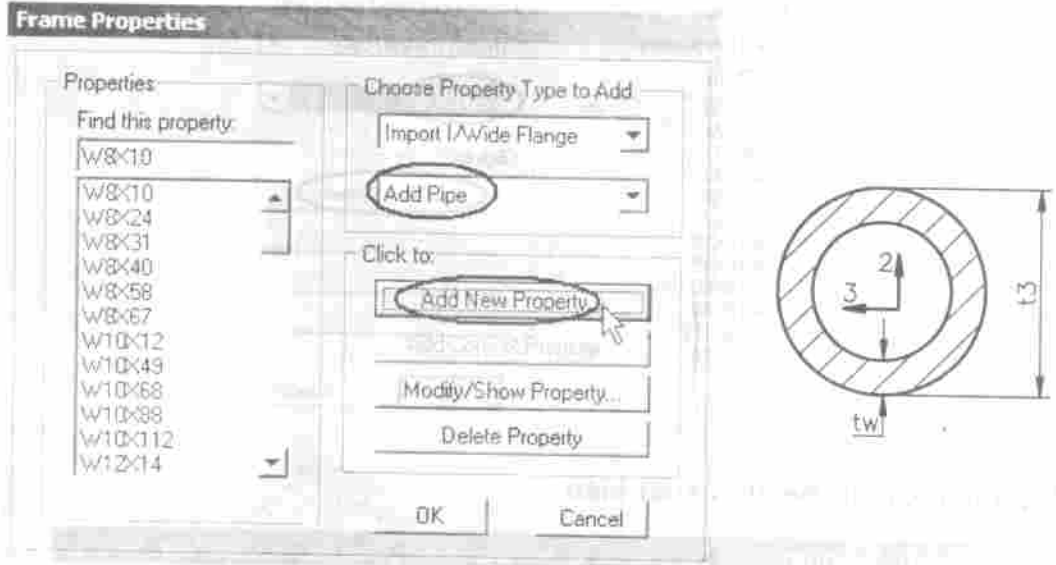 Frame Properties
Properties
Find this property:
W8X10
W8X10
W8X24
W8X31
W8X40
W8X58
W8X67
W10X12
W10X49
W10X68
W10X88
W10X112
W12X14
Choose Property Type to Add
Import I/Wide Flange
Add Pipe
Click to:
Add New Property
Modify/Show Property...
Delete Property
OK
Cancel
2
3
t3
tw